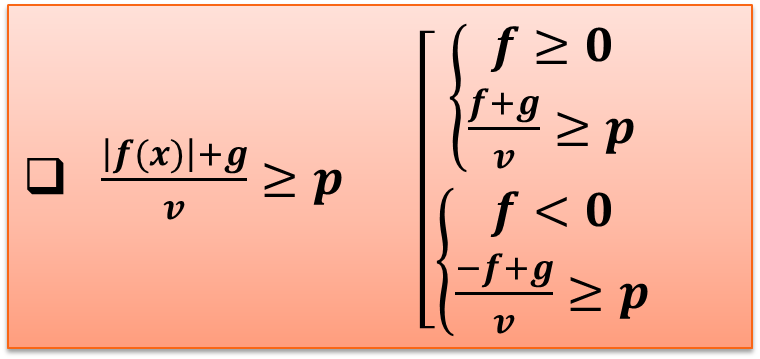 ❑ (|f(x)|+g)/v ≥ p
f ≥ 0
(f+g)/v ≥ p
f < 0
(−f+g)/v ≥ p